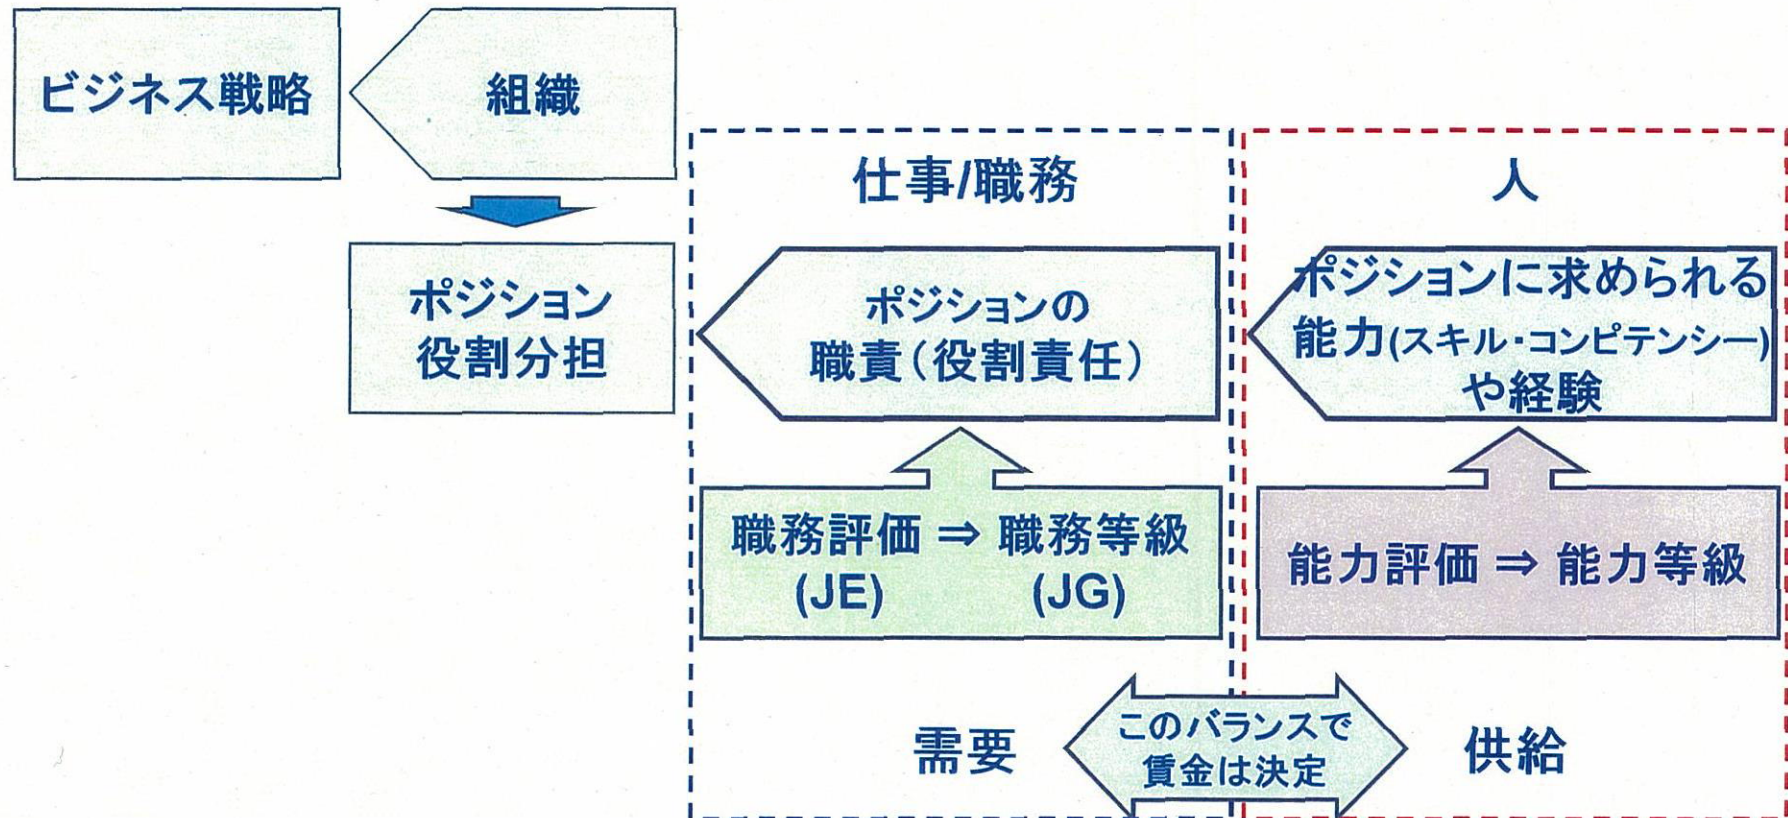 ビジネス戦略
組織
仕事/職務
人
ポジション
役割分担
ポジションの
職責(役割責任)
ポジションに求められる
能力(スキル・コンピテンシー)
や経験
職務評価 ⇒ 職務等級
(JE) (JG)
能力評価 ⇒ 能力等級
需要
このバランスで
賃金は決定
供給